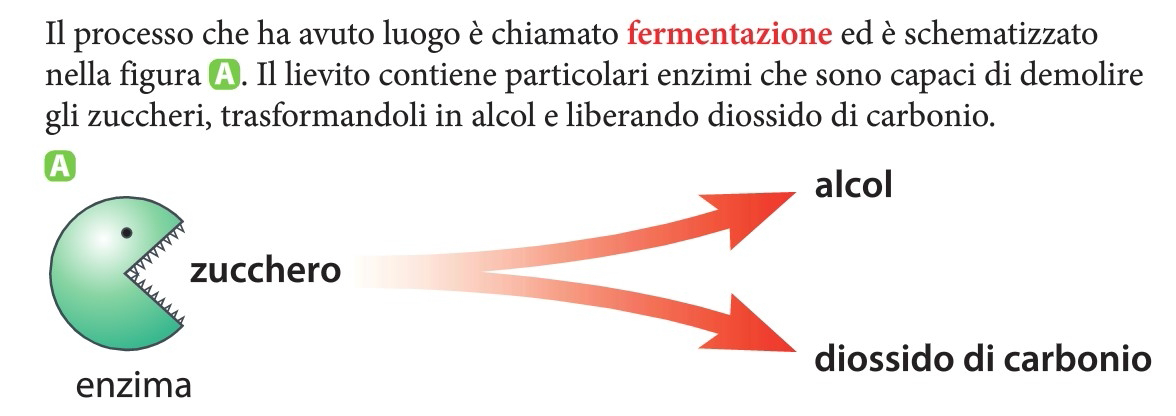 Il processo che ha avuto luogo è chiamato fermentazione ed è schematizzato
nella figura A. Il lievito contiene particolari enzimi che sono capaci di demolire
gli zuccheri, trasformandoli in alcol e liberando diossido di carbonio.
A
alcol
zucchero
diossido di carbonio
enzima